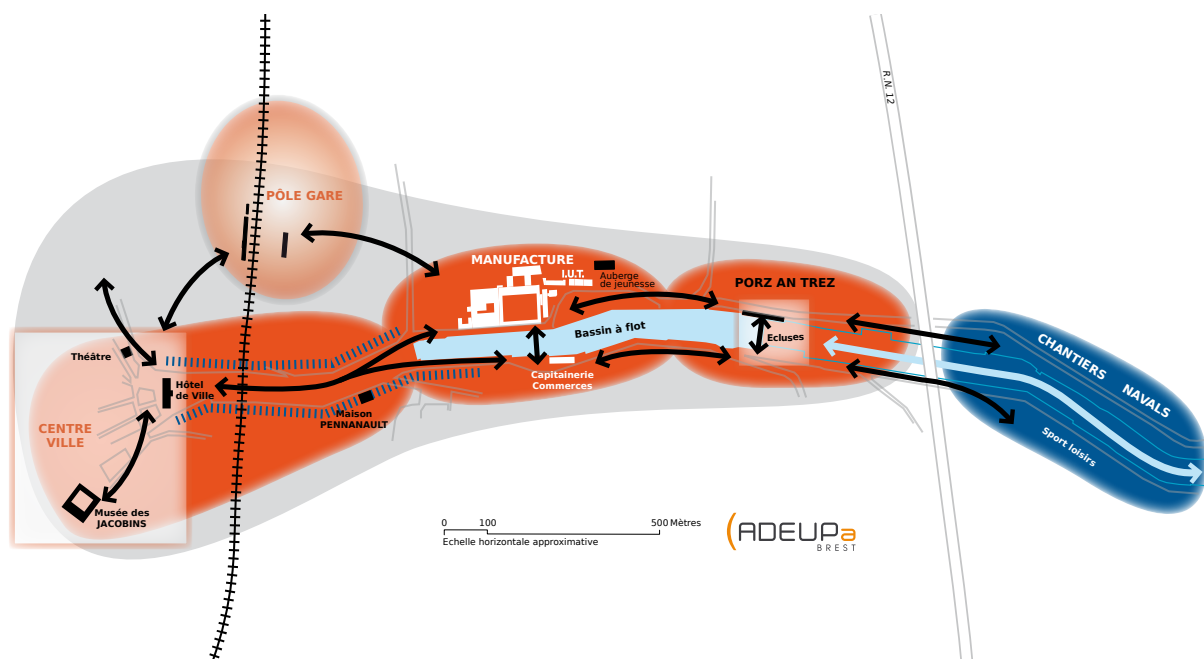 R.N. 12
PÔLE GARE
MANUFACTURE
I.U.T.
Auberge
de jeunesse
PORZ AN TREZ
Bassin à flot
Ecluses
CHANTIERS NAVALS
Sport loisirs
Théâtre
Hôtel
de Ville
Capitainerie
Commerces
Maison
PENNANAULT
CENTRE
VILLE
Musée des
JACOBINS
0 100 500 Mètres
Echelle horizontale approximative
ADEUPa
BREST